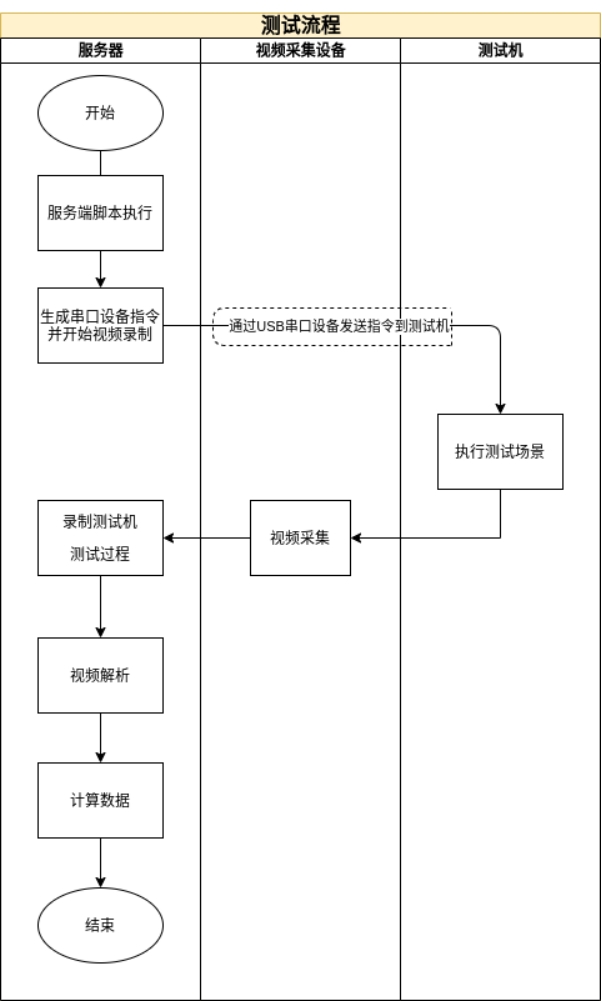 测试流程
服务器
视频采集设备
测试机
开始
服务端脚本执行
生成串口设备指令
并开始视频录制
通过USB串口设备发送指令到测试机
执行测试场景
录制测试机
测试过程
视频采集
视频解析
计算数据
结束